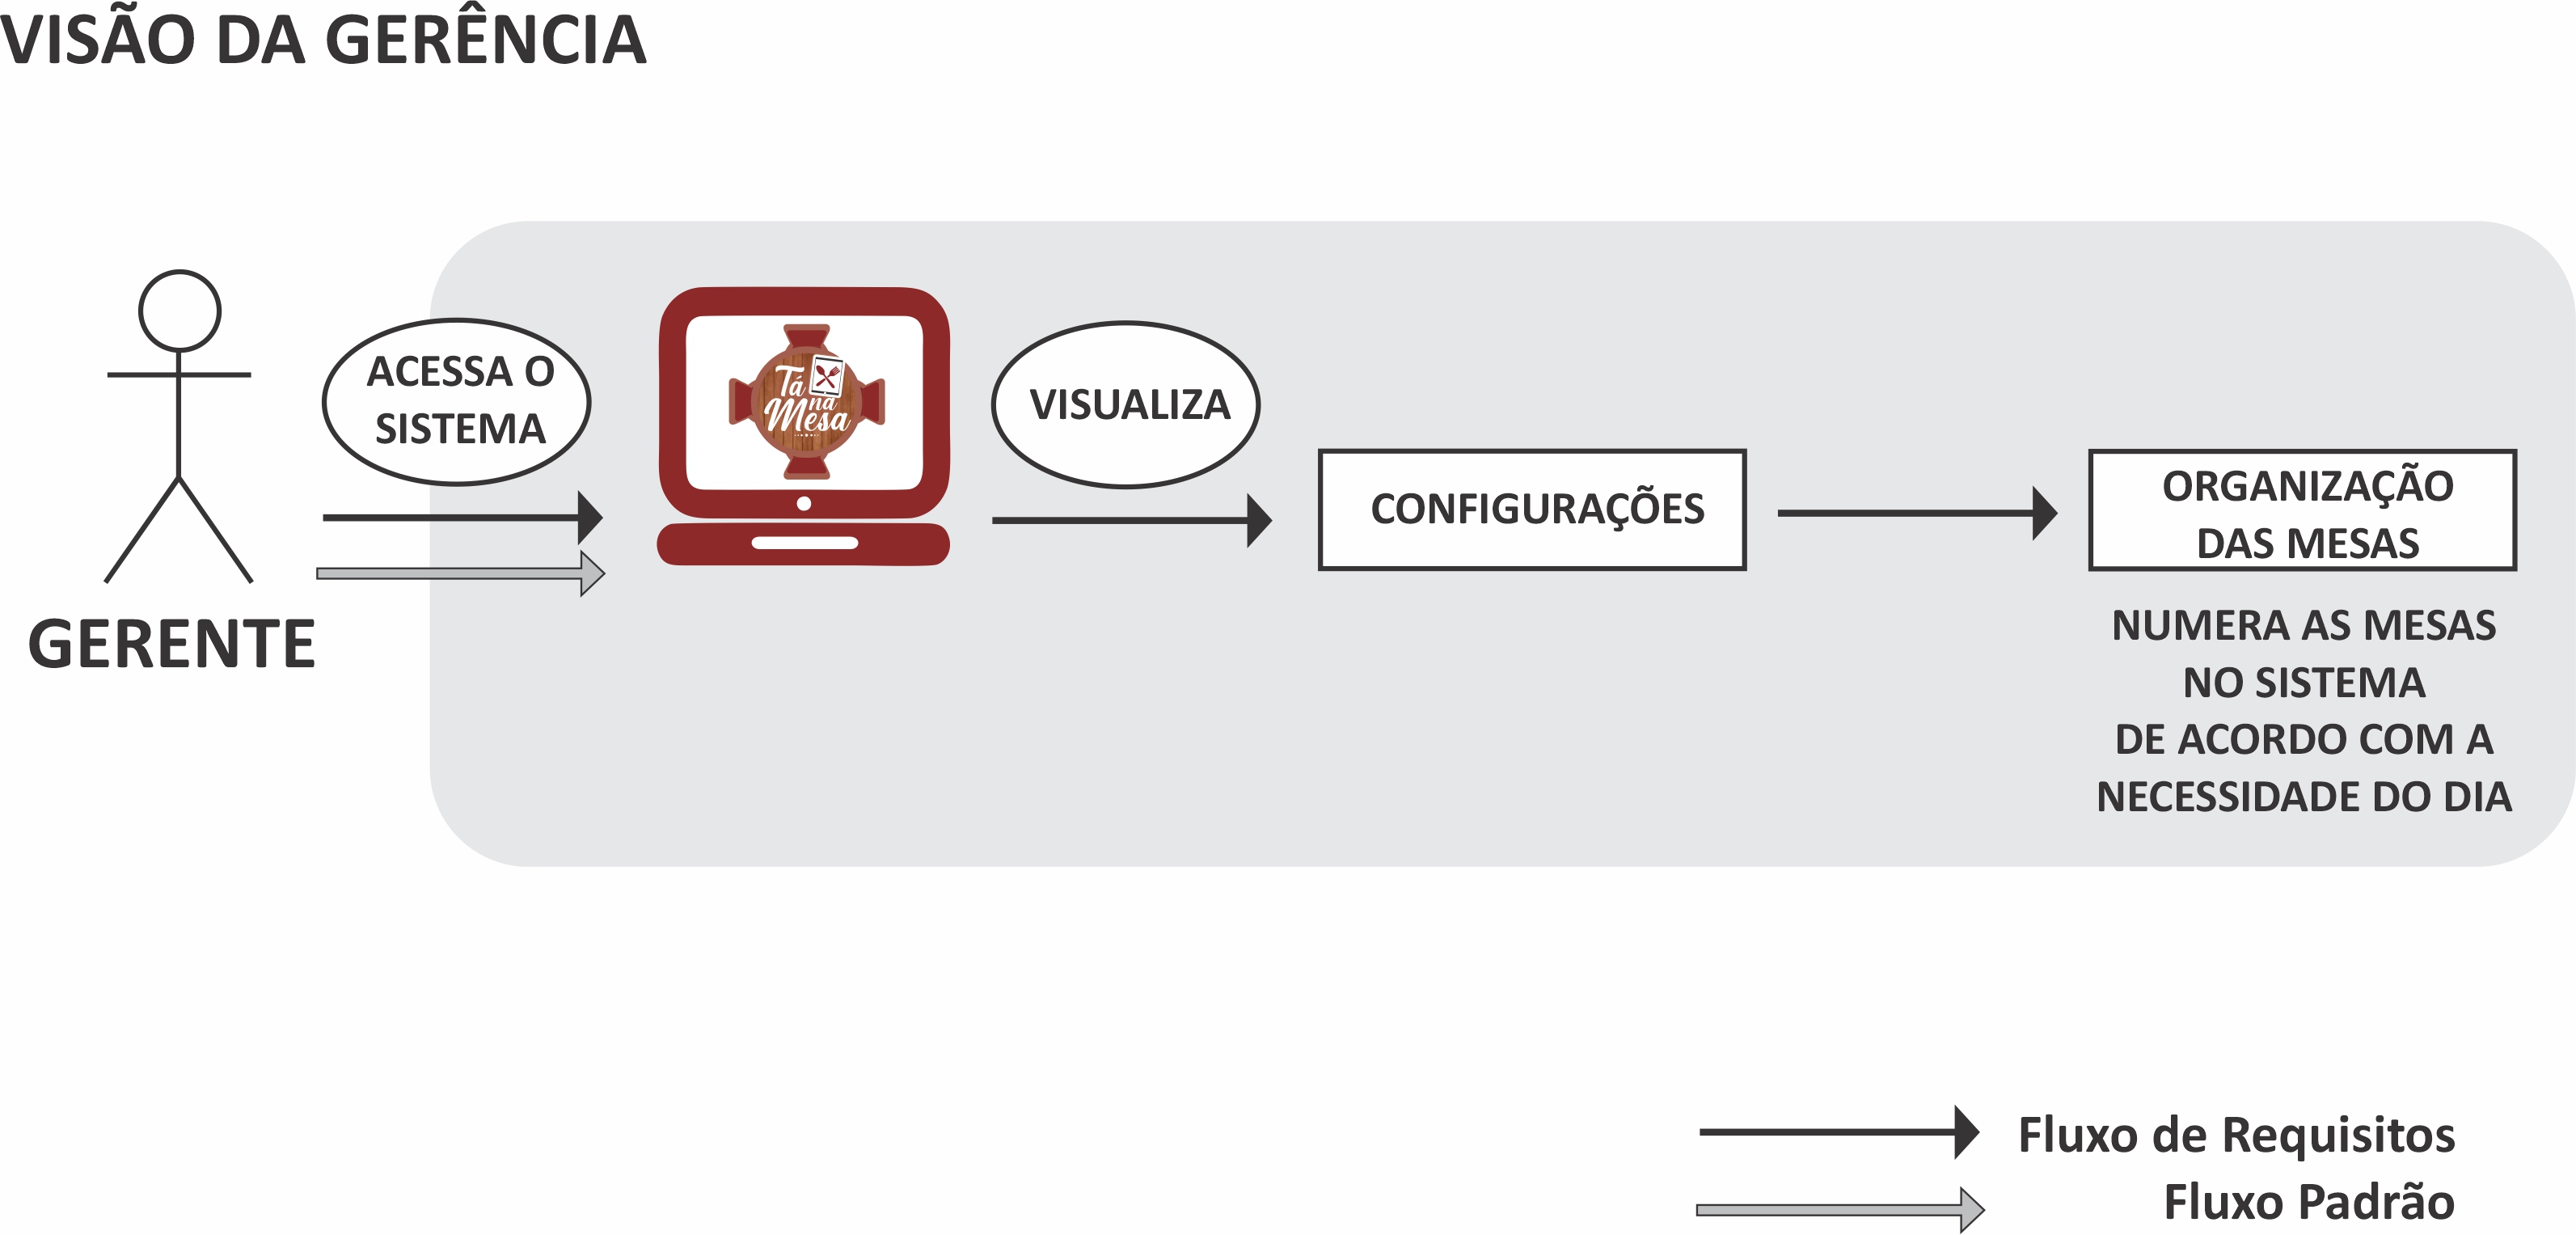 VISÃO DA GERÊNCIA
ACESSA O
SISTEMA
Tá
na
Mesa
VISUALIZA
CONFIGURAÇÕES
ORGANIZAÇÃO
DAS MESAS
GERENTE
NUMERA AS MESAS
NO SISTEMA
DE ACORDO COM A
NECESSIDADE DO DIA
Fluxo de Requisitos
Fluxo Padrão